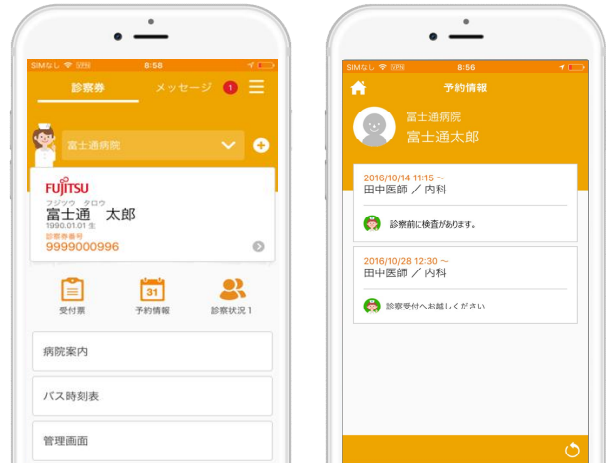 SIMなし VPN 8:58
診察券 メッセージ 1
富士通病院
FUJITSU
フジツウ タロウ
富士通 太郎
1990.01.01 生
診察券番号
9999000996
31
受付票 予約情報 診察状況1
病院案内
バス時刻表
管理画面
SIMなし VPN 8:56
予約情報
富士通病院
富士通太郎
2016/10/14 11:15 ~
田中医師 / 内科
診察前に検査があります。
2016/10/28 12:30 ~
田中医師 / 内科
診察受付へお越しください